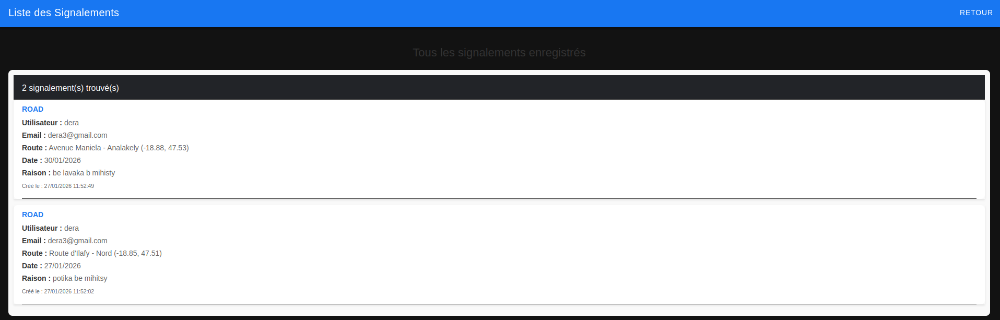 Liste des Signalements
RETOUR
Tous les signalements enregistrés
2 signalement(s) trouvé(s)
ROAD
Utilisateur : dera
Email : dera3@gmail.com
Route : Avenue Maniela - Analakely (-18.88, 47.53)
Date : 30/01/2026
Raison : be lavaka b mihisty
Créé le : 27/01/2026 11:52:49
ROAD
Utilisateur : dera
Email : dera3@gmail.com
Route : Route d'Ilafy - Nord (-18.85, 47.51)
Date : 27/01/2026
Raison : potika be mihitsy
Créé le : 27/01/2026 11:52:02